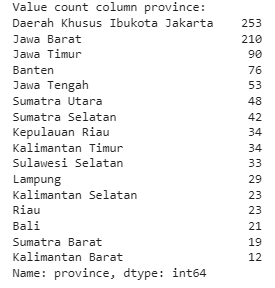 Value count column province:
Daerah Khusus Ibukota Jakarta    253
Jawa Barat                       210
Jawa Timur                        90
Banten                            76
Jawa Tengah                       53
Sumatra Utara                     48
Sumatra Selatan                   42
Kepulauan Riau                    34
Kalimantan Timur                  34
Sulawesi Selatan                  33
Lampung                           29
Kalimantan Selatan                23
Riau                              23
Bali                              21
Sumatra Barat                     19
Kalimantan Barat                  12
Name: province, dtype: int64